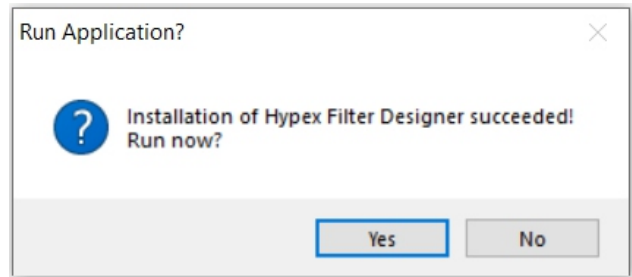 Run Application?
Installation of Hypex Filter Designer succeeded!
Run now?
Yes No